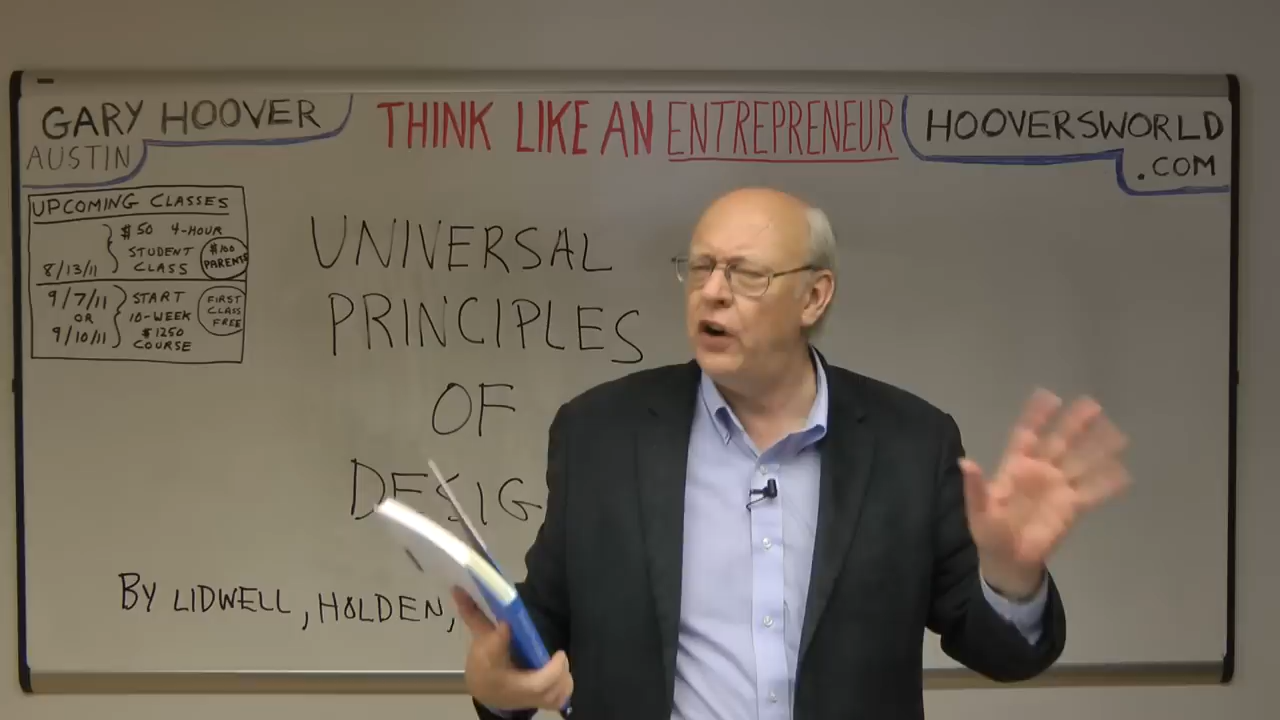 GARY HOOVER
AUSTIN
THINK LIKE AN ENTREPRENEUR
HOOVERSWORLD
.COM
UPCOMING CLASSES
8/13/11 } $50 4-HOUR
STUDENT
CLASS
$100
PARENTS
9/7/11
OR
9/10/11 } START
10-WEEK
$1250
COURSE
FIRST
CLASS
FREE
UNIVERSAL
PRINCIPLES
OF
DESIG
BY LIDWELL, HOLDEN,